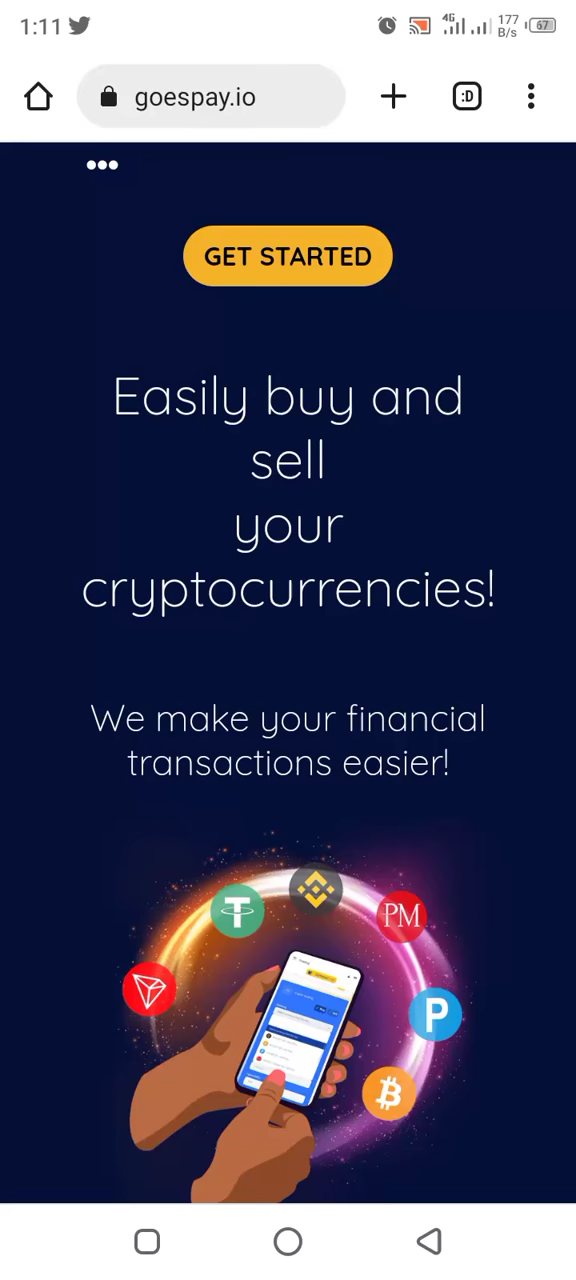 1:11
4G
177
B/s
67
goespay.io
:D
GET STARTED
Easily buy and
sell
your
cryptocurrencies!
We make your financial
transactions easier!
PM
P